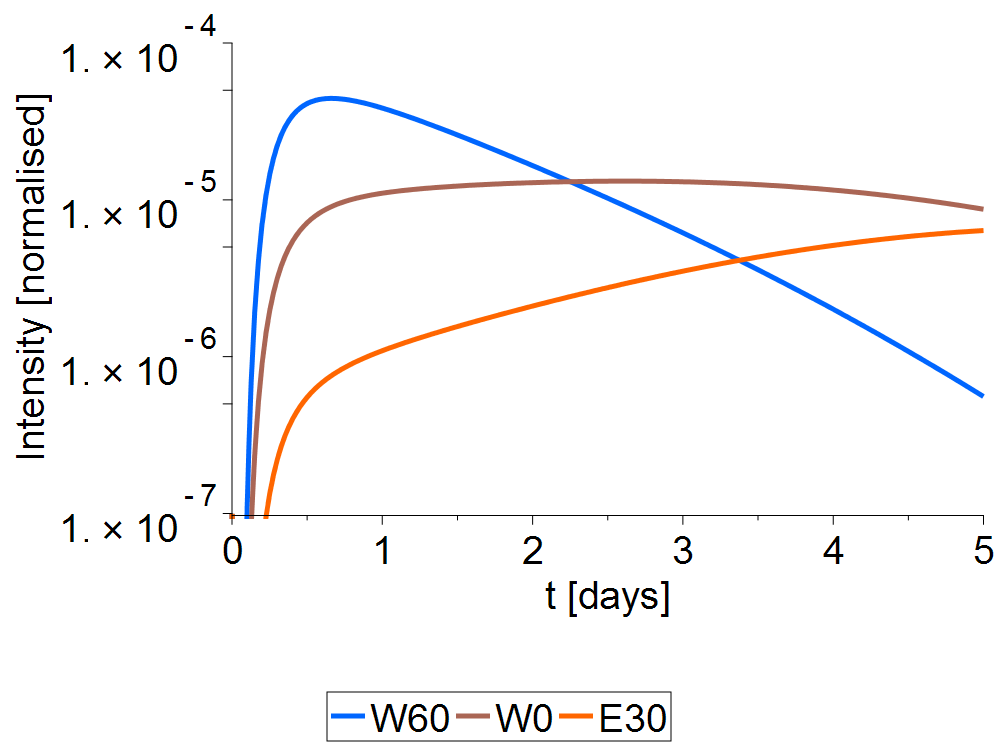 Intensity [normalised]
1. × 10^-4
1. × 10^-5
1. × 10^-6
1. × 10^-7
0 1 2 3 4 5
t [days]
W60 W0 E30